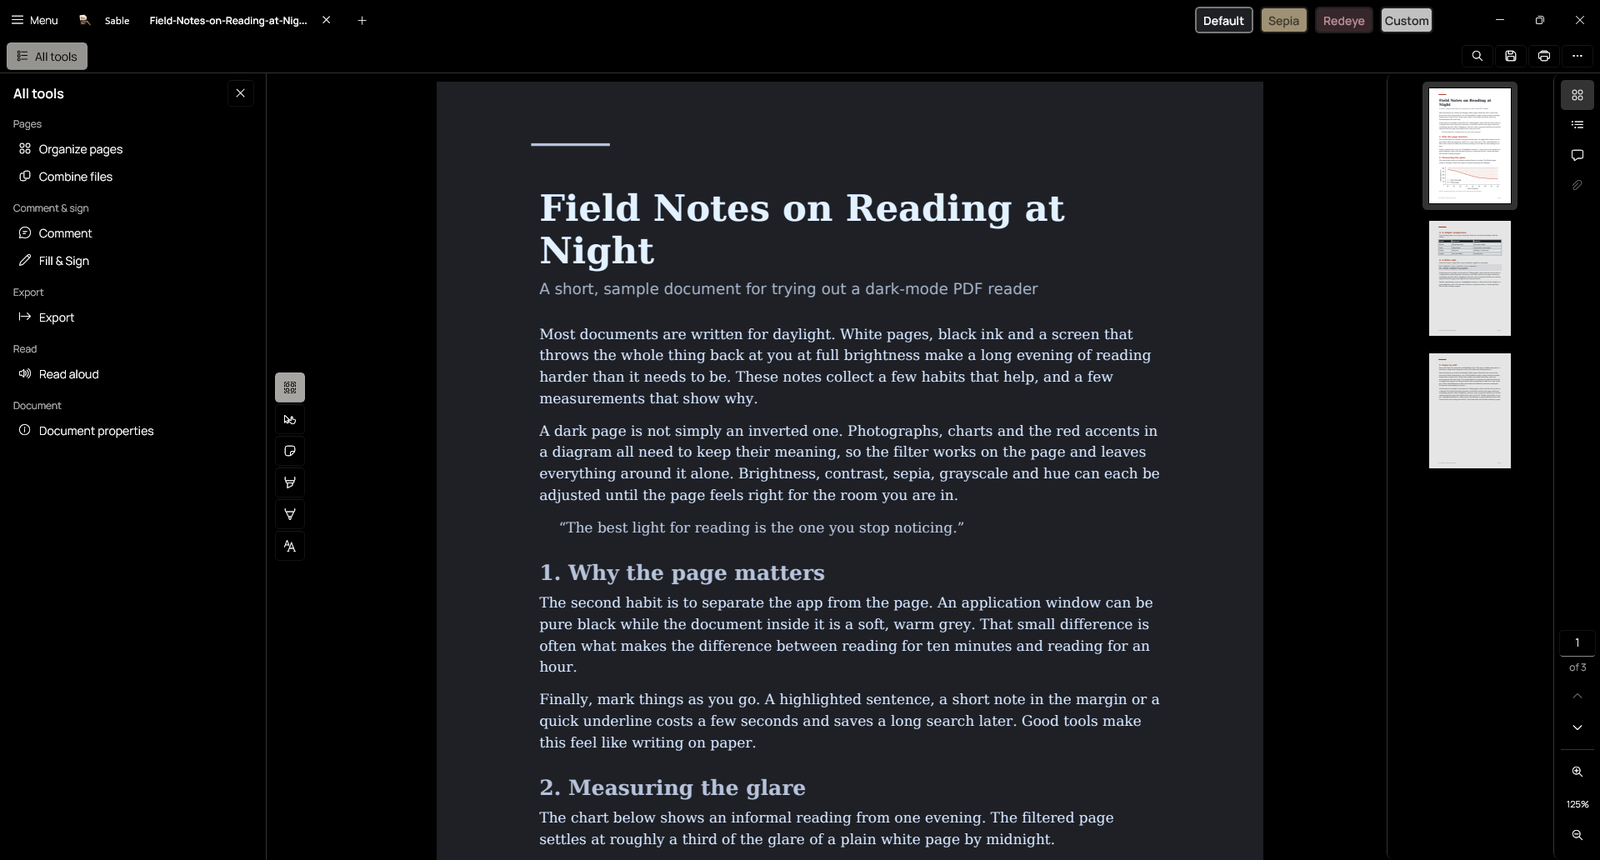 Menu
Sable
Field-Notes-on-Reading-at-Nig...
Default
Sepia
Redeye
Custom
All tools
All tools
Pages
Organize pages
Combine files
Comment & sign
Comment
Fill & Sign
Export
Export
Read
Read aloud
Document
Document properties
Field Notes on Reading at
Night
A short, sample document for trying out a dark-mode PDF reader
Most documents are written for daylight. White pages, black ink and a screen that
throws the whole thing back at you at full brightness make a long evening of reading
harder than it needs to be. These notes collect a few habits that help, and a few
measurements that show why.
A dark page is not simply an inverted one. Photographs, charts and the red accents in
a diagram all need to keep their meaning, so the filter works on the page and leaves
everything around it alone. Brightness, contrast, sepia, grayscale and hue can each be
adjusted until the page feels right for the room you are in.
“The best light for reading is the one you stop noticing.”
1. Why the page matters
The second habit is to separate the app from the page. An application window can be
pure black while the document inside it is a soft, warm grey. That small difference is
often what makes the difference between reading for ten minutes and reading for an
hour.
Finally, mark things as you go. A highlighted sentence, a short note in the margin or a
quick underline costs a few seconds and saves a long search later. Good tools make
this feel like writing on paper.
2. Measuring the glare
The chart below shows an informal reading from one evening. The filtered page
settles at roughly a third of the glare of a plain white page by midnight.
Field Notes on Reading at
Night
1
of 3
125%